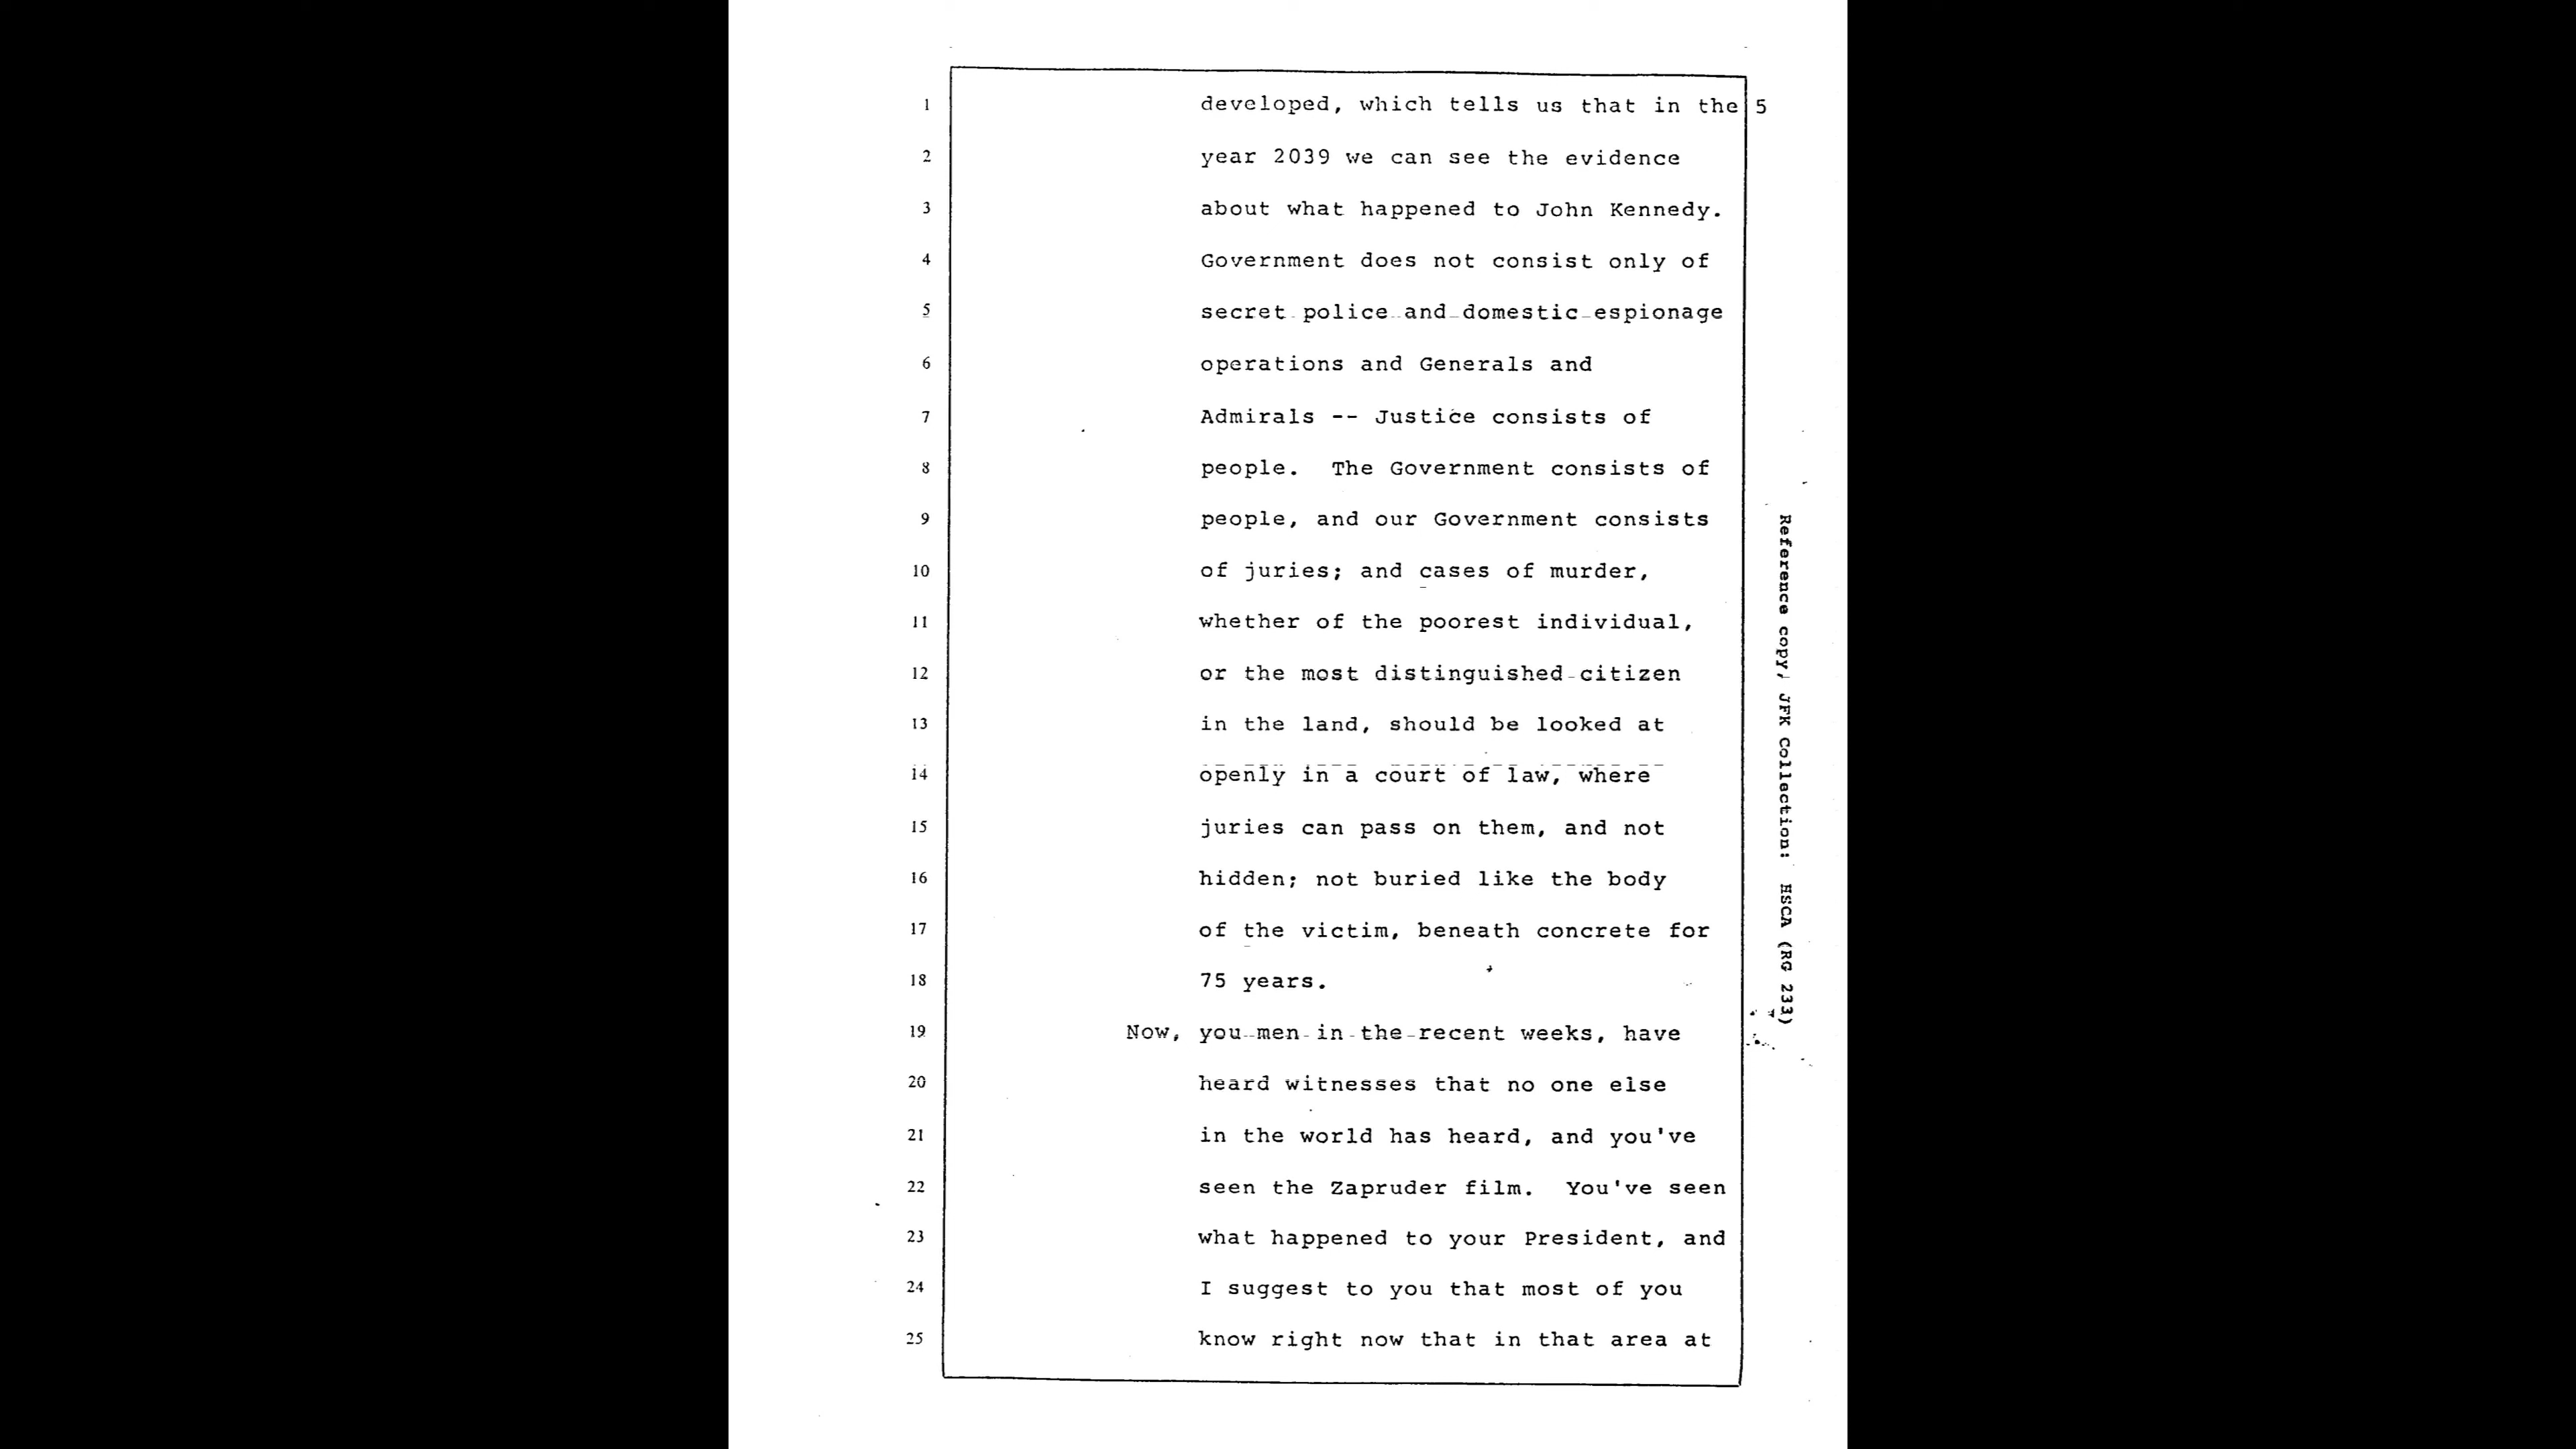 1 developed, which tells us that in the 5
2 year 2039 we can see the evidence
3 about what happened to John Kennedy.
4 Government does not consist only of
5 secret police and domestic espionage
6 operations and Generals and
7 Admirals -- Justice consists of
8 people. The Government consists of
9 people, and our Government consists
10 of juries; and cases of murder,
11 whether of the poorest individual,
12 or the most distinguished citizen
13 in the land, should be looked at
14 openly in a court of law, where
15 juries can pass on them, and not
16 hidden; not buried like the body
17 of the victim, beneath concrete for
18 75 years.
19 Now, you men in the recent weeks, have
20 heard witnesses that no one else
21 in the world has heard, and you've
22 seen the Zapruder film. You've seen
23 what happened to your President, and
24 I suggest to you that most of you
25 know right now that in that area at
Reference copy, JFK Collection: HSCA (RG 233)